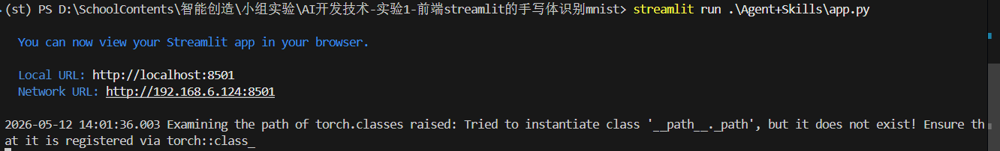 (st) PS D:\SchoolContents\智能创造\小组实验\AI开发技术-实验1-前端streamlit的手写体识别mnist> streamlit run .\Agent+Skills\app.py
You can now view your Streamlit app in your browser.
Local URL: http://localhost:8501
Network URL: http://192.168.6.124:8501
2026-05-12 14:01:36.003 Examining the path of torch.classes raised: Tried to instantiate class '__path__._path', but it does not exist! Ensure th
at it is registered via torch::class_